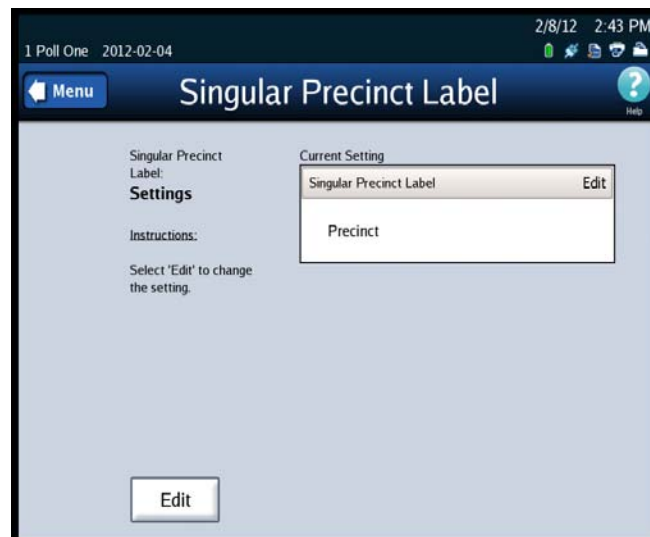 2/8/12 2:43 PM
1 Poll One 2012-02-04
Menu
Singular Precinct Label
Help
Singular Precinct
Label:
Settings
Instructions:
Select 'Edit' to change
the setting.
Current Setting
Singular Precinct Label Edit
Precinct
Edit